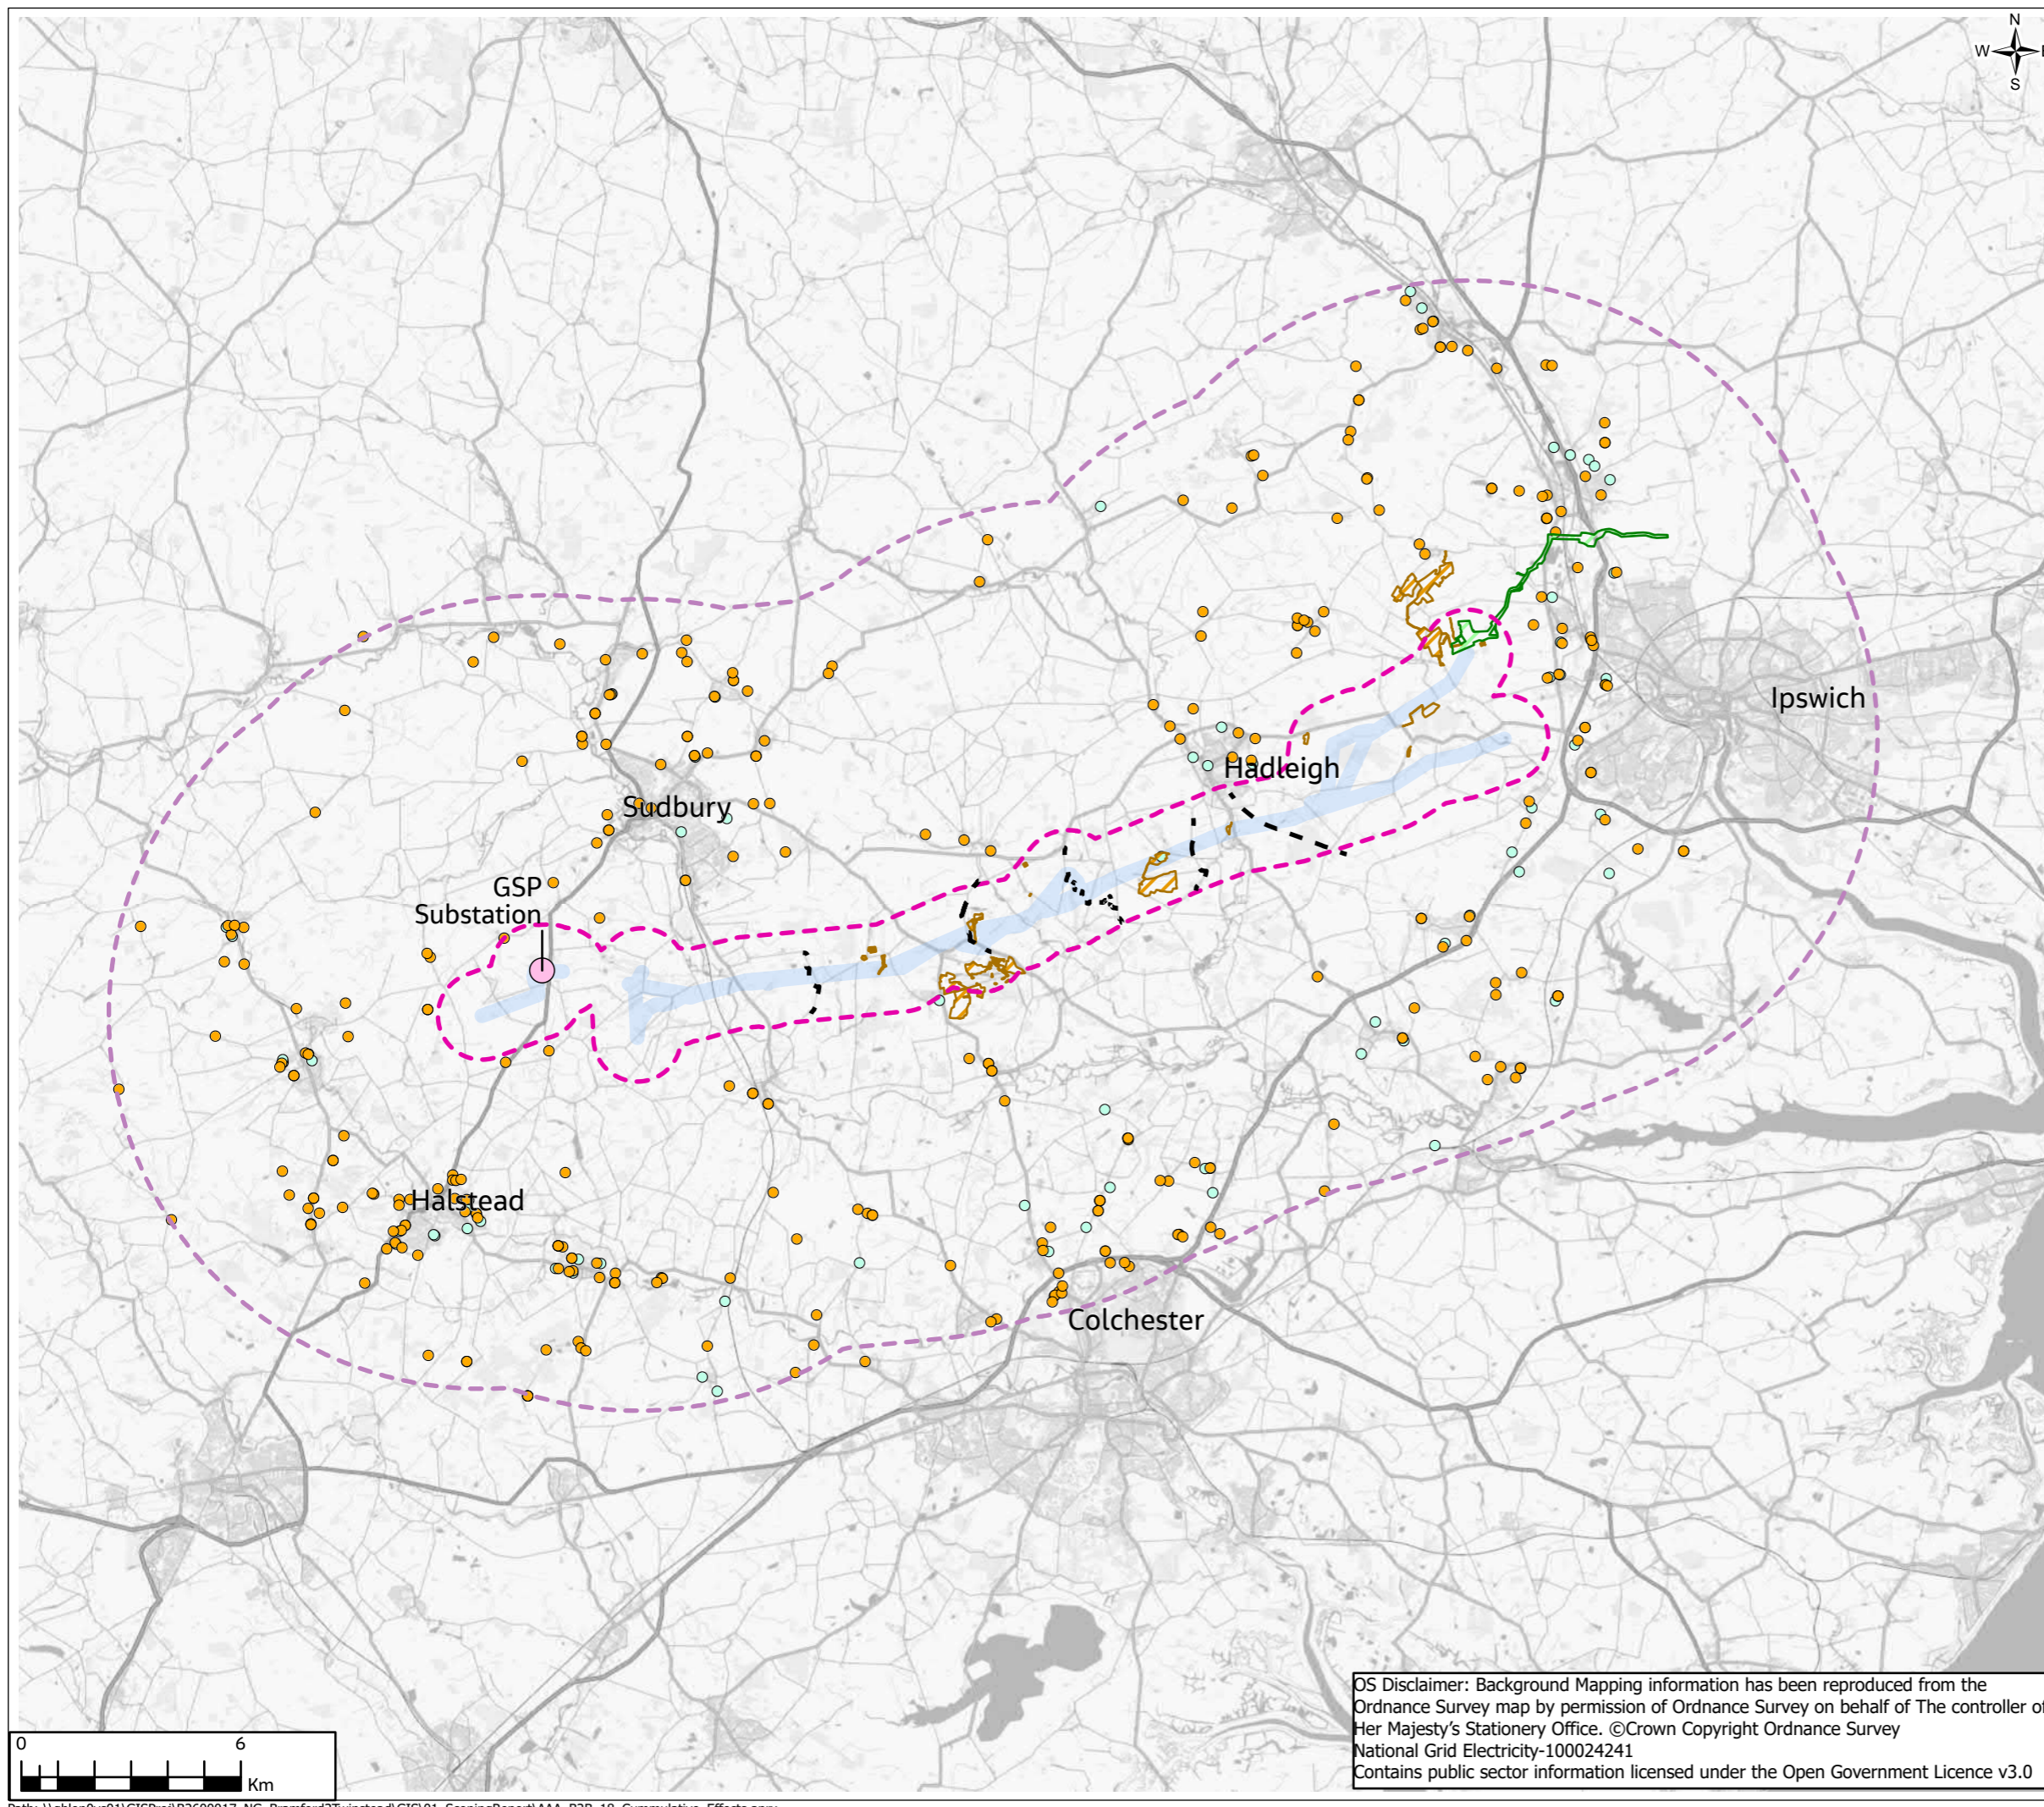 N
W
S
Ipswich
Hadleigh
Sudbury
GSP
Substation
Halstead
Colchester
OS Disclaimer: Background Mapping information has been reproduced from the
Ordnance Survey map by permission of Ordnance Survey on behalf of The controller of
Her Majesty's Stationery Office. ©Crown Copyright Ordnance Survey
National Grid Electricity-100024241
Contains public sector information licensed under the Open Government Licence v3.0
0 6
Km